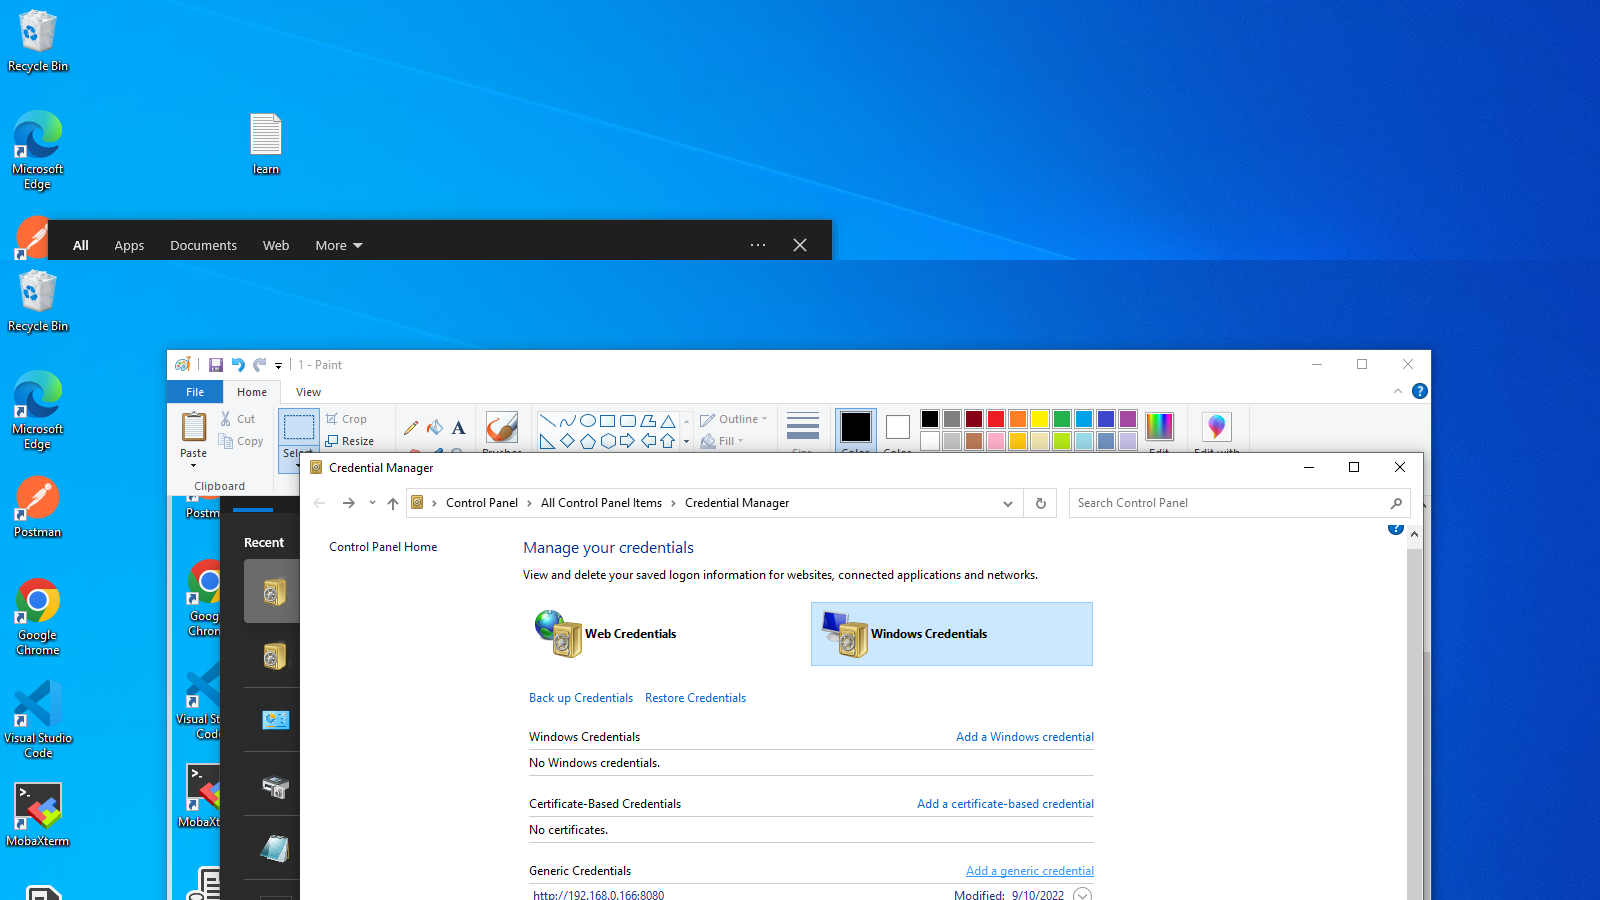 Recycle Bin
Microsoft
Edge
learn
All
Apps
Documents
Web
More
Recycle Bin
Microsoft
Edge
Postman
Google
Chrome
Visual Studio
Code
MobaXterm
1 - Paint
File
Home
View
Paste
Cut
Copy
Clipboard
Select
Crop
Resize
Outline
Fill
Edit
Postm
Goog
Chron
Visual St
Cod
MobaXt
Recent
Credential Manager
Control Panel
All Control Panel Items
Credential Manager
Search Control Panel
Control Panel Home
Manage your credentials
View and delete your saved logon information for websites, connected applications and networks.
Web Credentials
Windows Credentials
Back up Credentials
Restore Credentials
Windows Credentials
Add a Windows credential
No Windows credentials.
Certificate-Based Credentials
Add a certificate-based credential
No certificates.
Generic Credentials
Add a generic credential
http://192.168.0.166:8080
Modified: 9/10/2022